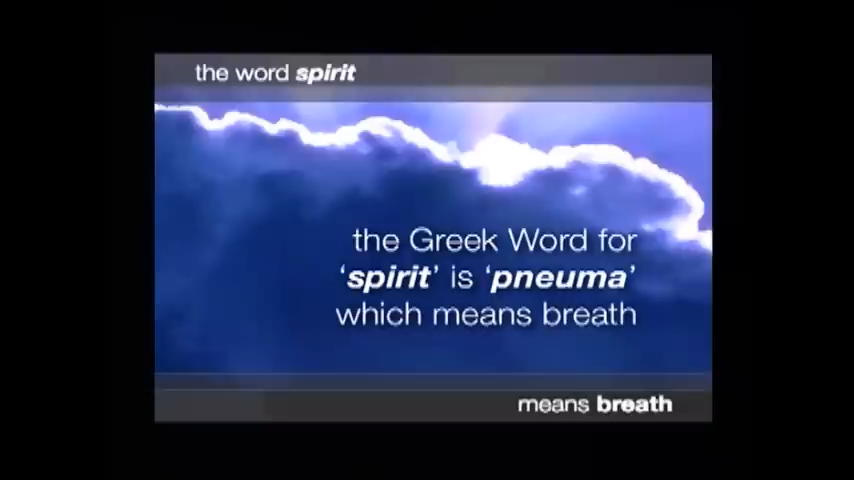 the word spirit
the Greek Word for
‘spirit’ is ‘pneuma’
which means breath
means breath